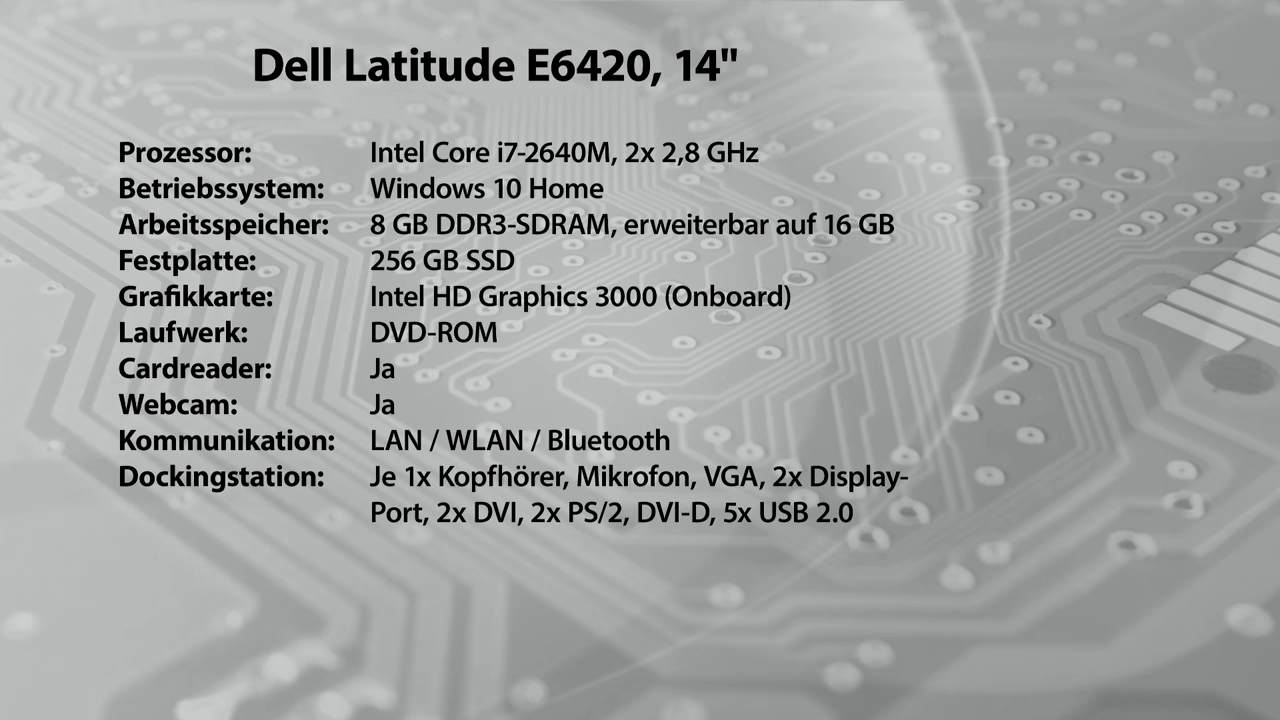 Dell Latitude E6420, 14"
Prozessor: Intel Core i7-2640M, 2x 2,8 GHz
Betriebssystem: Windows 10 Home
Arbeitsspeicher: 8 GB DDR3-SDRAM, erweiterbar auf 16 GB
Festplatte: 256 GB SSD
Grafikkarte: Intel HD Graphics 3000 (Onboard)
Laufwerk: DVD-ROM
Cardreader: Ja
Webcam: Ja
Kommunikation: LAN / WLAN / Bluetooth
Dockingstation: Je 1x Kopfhörer, Mikrofon, VGA, 2x Display-
Port, 2x DVI, 2x PS/2, DVI-D, 5x USB 2.0